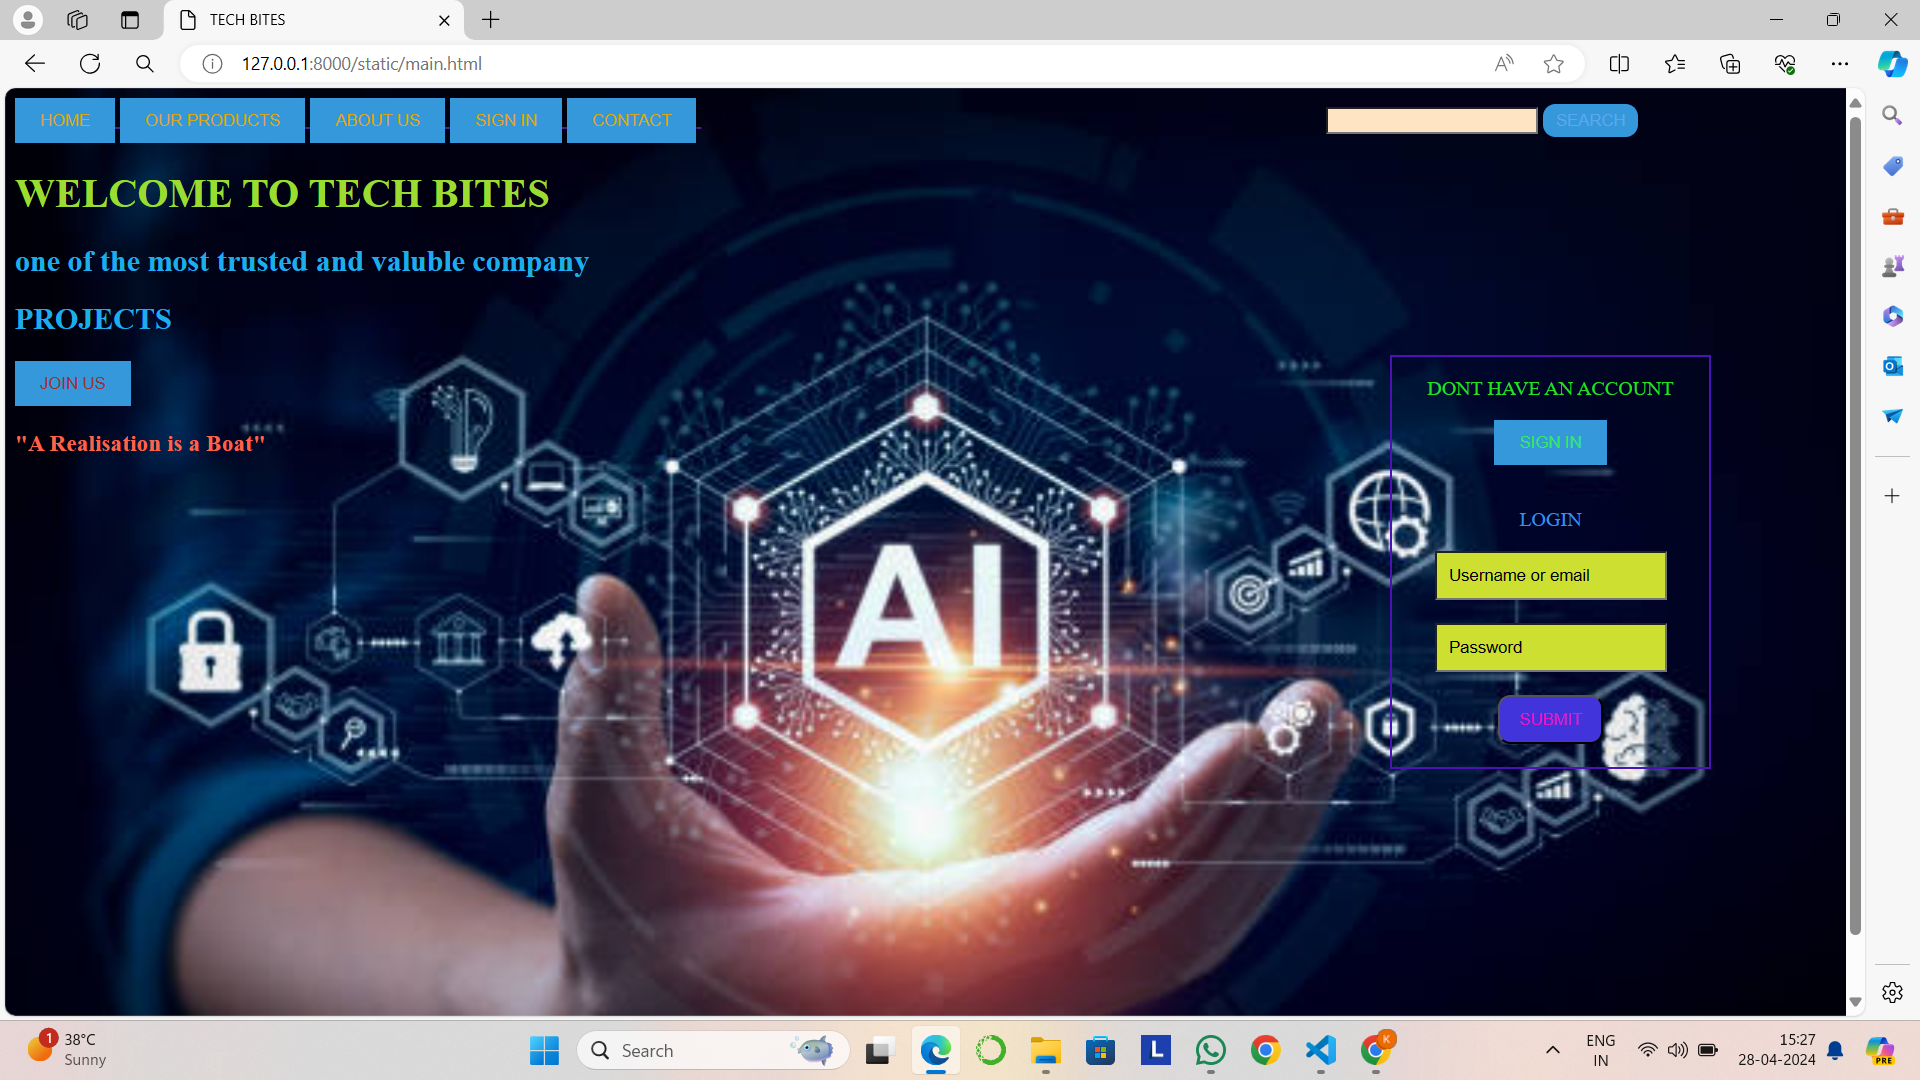 TECH BITES
127.0.0.1:8000/static/main.html
HOME OUR PRODUCTS ABOUT US SIGN IN CONTACT SEARCH
WELCOME TO TECH BITES
one of the most trusted and valuble company
PROJECTS
JOIN US
"A Realisation is a Boat"
AI
DONT HAVE AN ACCOUNT
SIGN IN
LOGIN
Username or email
Password
SUBMIT
1
38°C
Sunny
Search
L
K
ENG
IN
15:27
28-04-2024
PRE